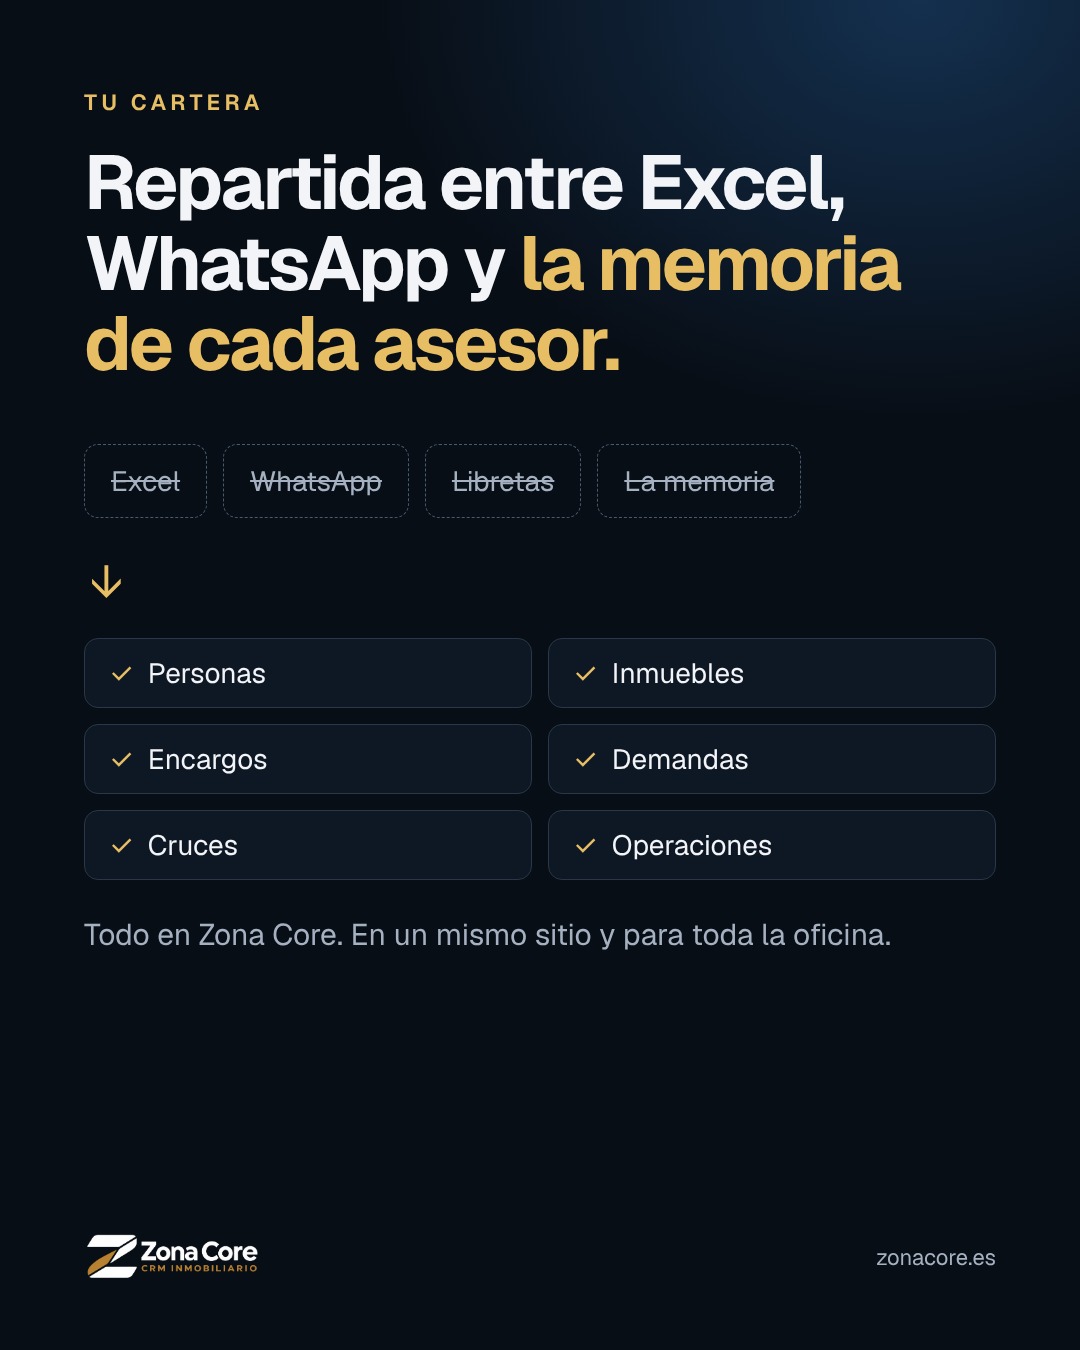 TU CARTERA
Repartida entre Excel,
WhatsApp y la memoria
de cada asesor.
Excel WhatsApp Libretas La memoria
Personas Inmuebles
Encargos Demandas
Cruces Operaciones
Todo en Zona Core. En un mismo sitio y para toda la oficina.
Zona Core
CRM INMOBILIARIO
zonacore.es